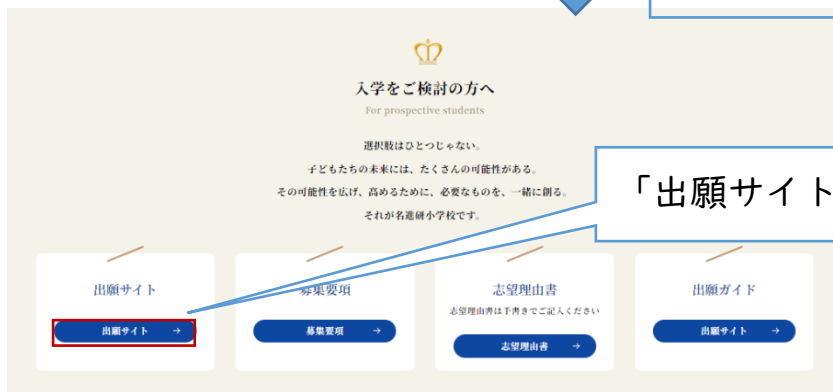 入学をご検討の方へ
For prospective students
選択肢はひとつじゃない。
子どもたちの未来には、たくさんの可能性がある。
その可能性を広げ、高めるために、必要なものを、一緒に創る。
それが名進研小学校です。
「出願サイト
出願サイト
出願サイト →
募集要項
募集要項 →
志望理由書
志望理由書は手書きでご記入ください
志望理由書 →
出願ガイド
出願サイト →